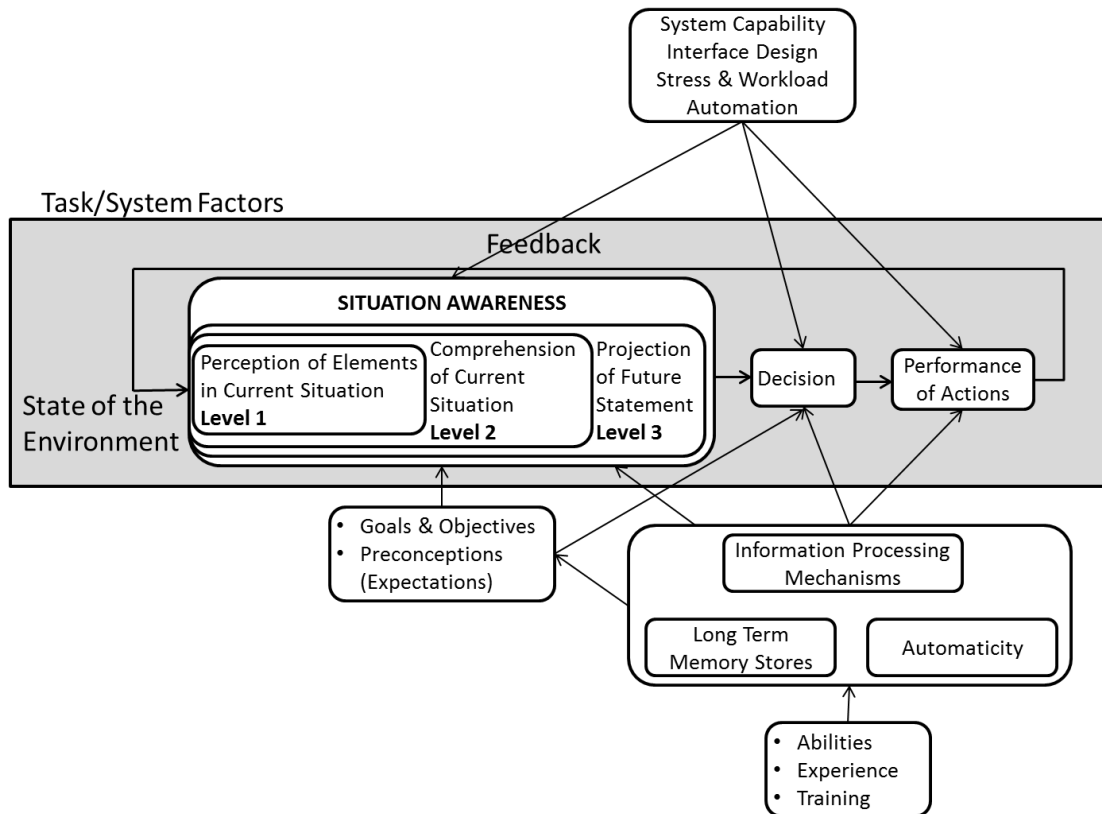 System Capability
Interface Design
Stress & Workload
Automation
Task/System Factors
Feedback
SITUATION AWARENESS
Perception of Elements
in Current Situation
Level 1
Comprehension
of Current
Situation
Level 2
Projection
of Future
Statement
Level 3
Decision
Performance
of Actions
State of the
Environment
• Goals & Objectives
• Preconceptions
(Expectations)
Information Processing
Mechanisms
Long Term
Memory Stores
Automaticity
• Abilities
• Experience
• Training